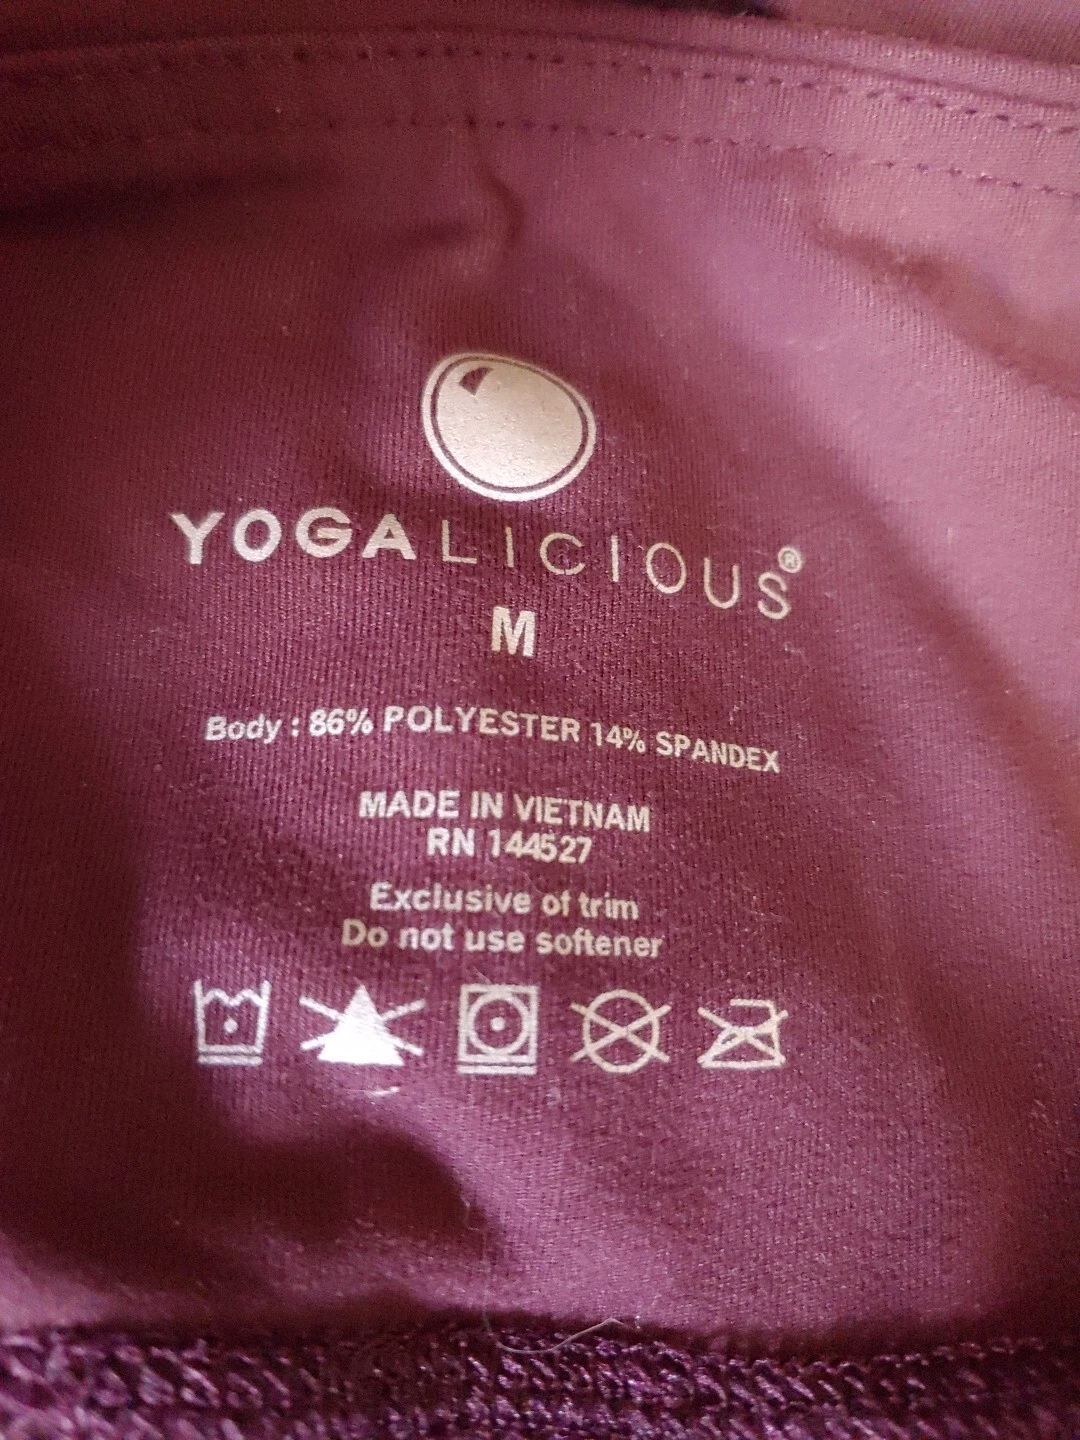 YOGALICIOUS®
M
Body : 86% POLYESTER 14% SPANDEX
MADE IN VIETNAM
RN 144527
Exclusive of trim
Do not use softener